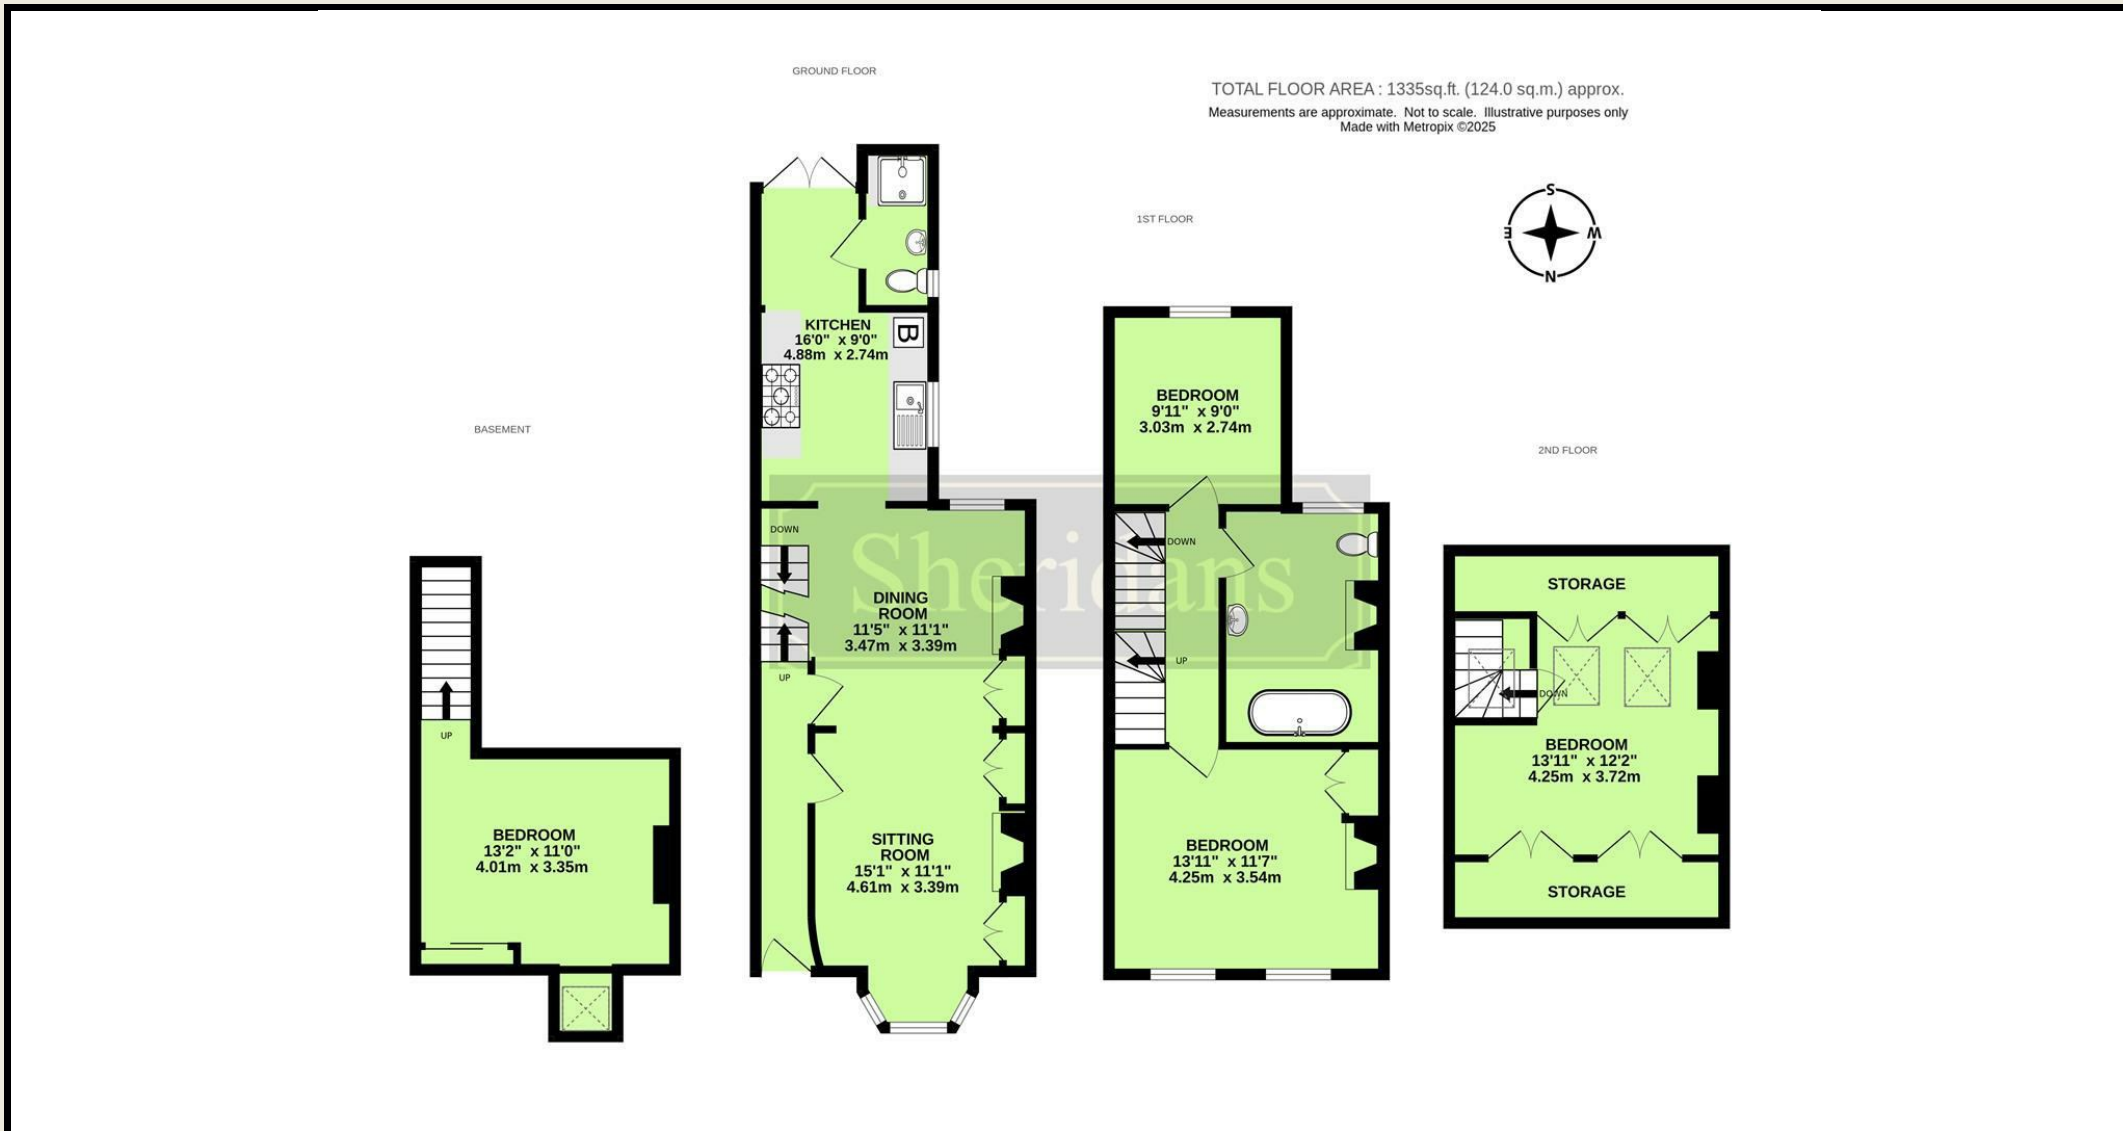 GROUND FLOOR
TOTAL FLOOR AREA : 1335sq.ft. (124.0 sq.m.) approx.
Measurements are approximate. Not to scale. Illustrative purposes only
Made with Metropix ©2025
S
E
W
N
1ST FLOOR
BASEMENT
2ND FLOOR
KITCHEN
16'0" x 9'0"
4.88m x 2.74m
B
DOWN
DINING
ROOM
11'5" x 11'1"
3.47m x 3.39m
UP
SITTING
ROOM
15'1" x 11'1"
4.61m x 3.39m
Sheridans
BEDROOM
9'11" x 9'0"
3.03m x 2.74m
DOWN
UP
BEDROOM
13'11" x 11'7"
4.25m x 3.54m
UP
BEDROOM
13'2" x 11'0"
4.01m x 3.35m
STORAGE
DOWN
BEDROOM
13'11" x 12'2"
4.25m x 3.72m
STORAGE